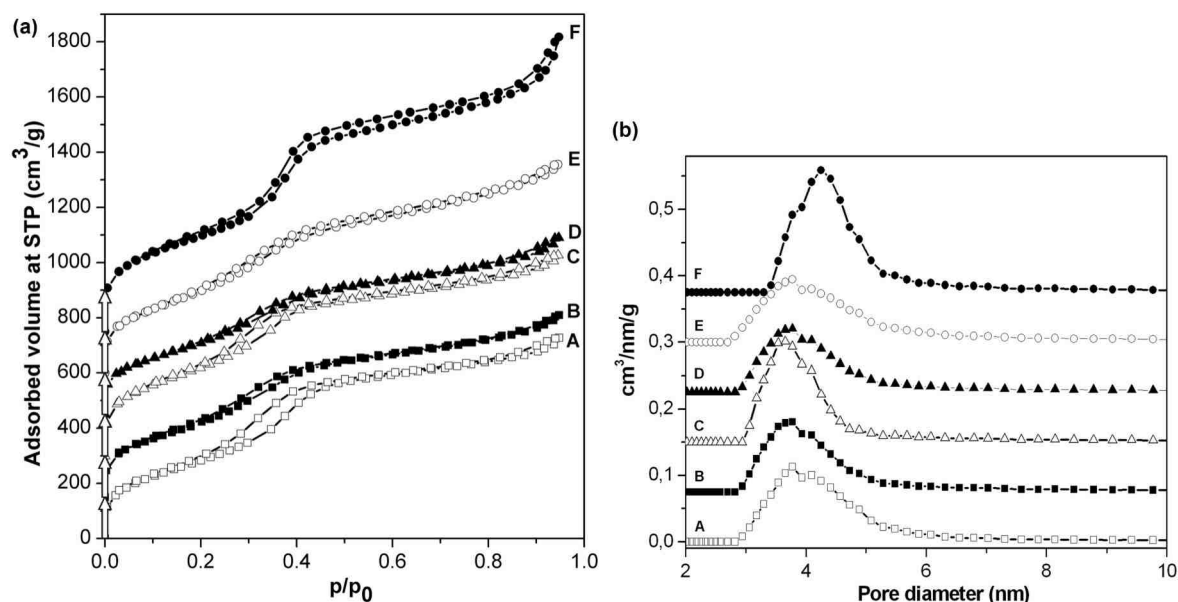 (a)
Adsorbed volume at STP (cm³/g)
1800
1600
1400
1200
1000
800
600
400
200
0
F
E
D
C
B
A
0.0 0.2 0.4 0.6 0.8 1.0
p/p₀
(b)
cm³/nm/g
0,5
0,4
0,3
0,2
0,1
0,0
F
E
D
C
B
A
2 4 6 8 10
Pore diameter (nm)